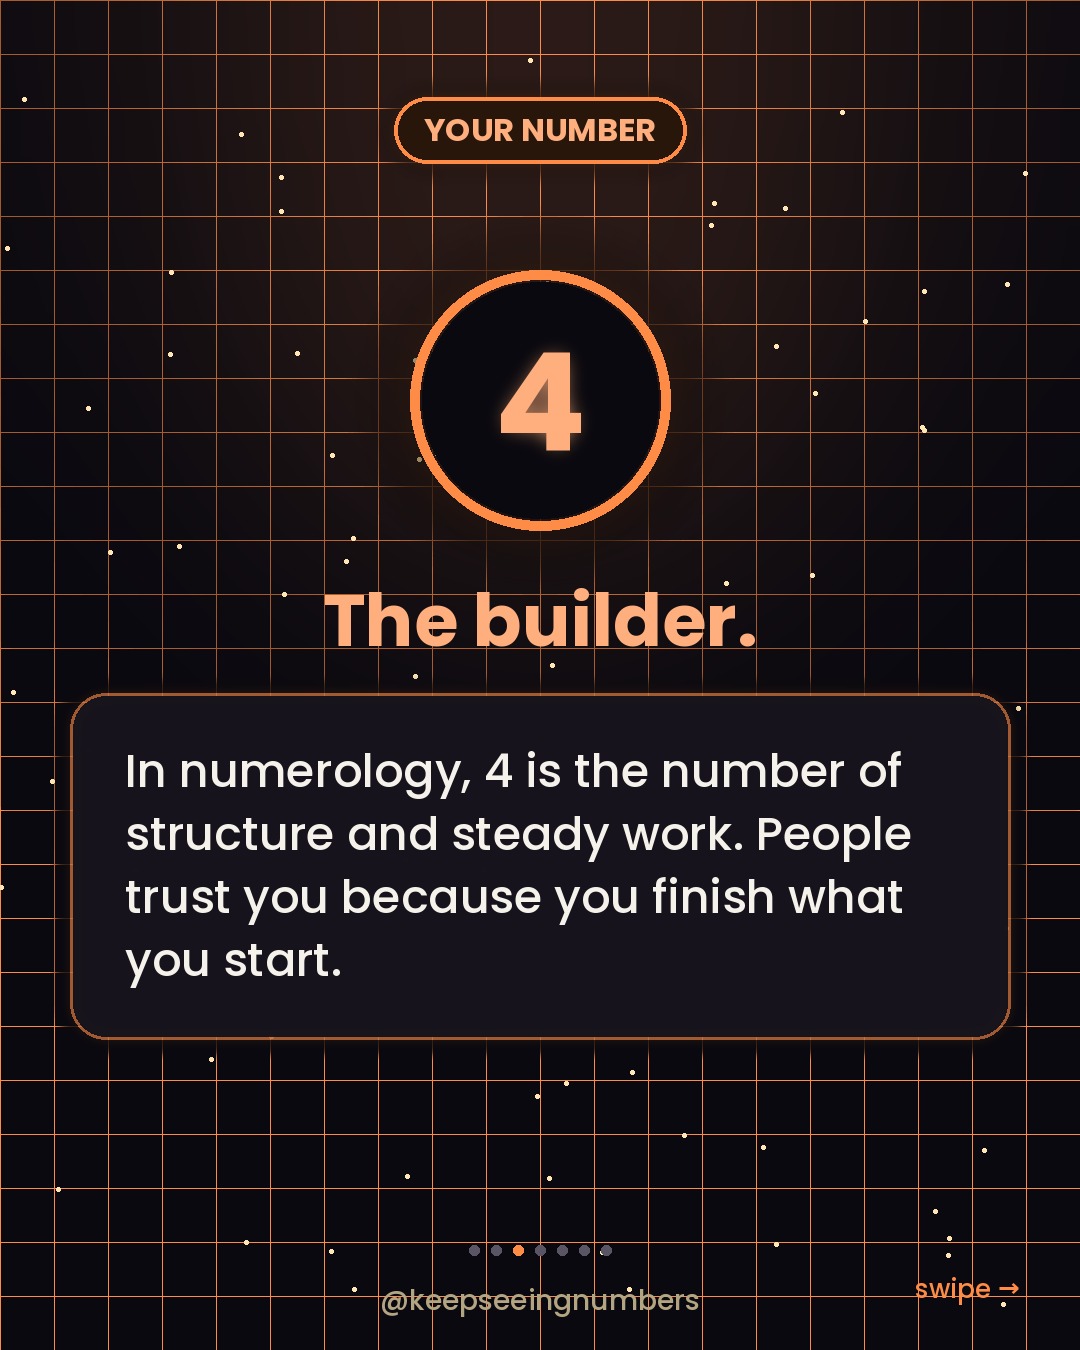 YOUR NUMBER
4
The builder.
In numerology, 4 is the number of
structure and steady work. People
trust you because you finish what
you start.
@keepseeingnumbers
swipe →